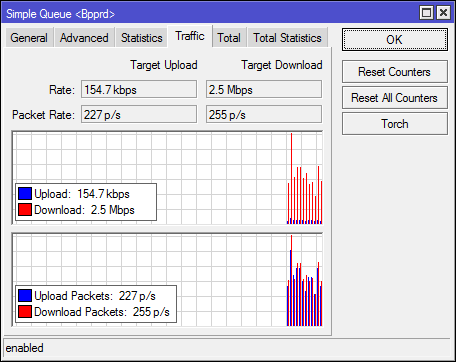 Simple Queue <Bpprd>
General Advanced Statistics Traffic Total Total Statistics
Target Upload Target Download
Rate: 154.7 kbps 2.5 Mbps
Packet Rate: 227 p/s 255 p/s
Upload: 154.7 kbps
Download: 2.5 Mbps
Upload Packets: 227 p/s
Download Packets: 255 p/s
OK
Reset Counters
Reset All Counters
Torch
enabled